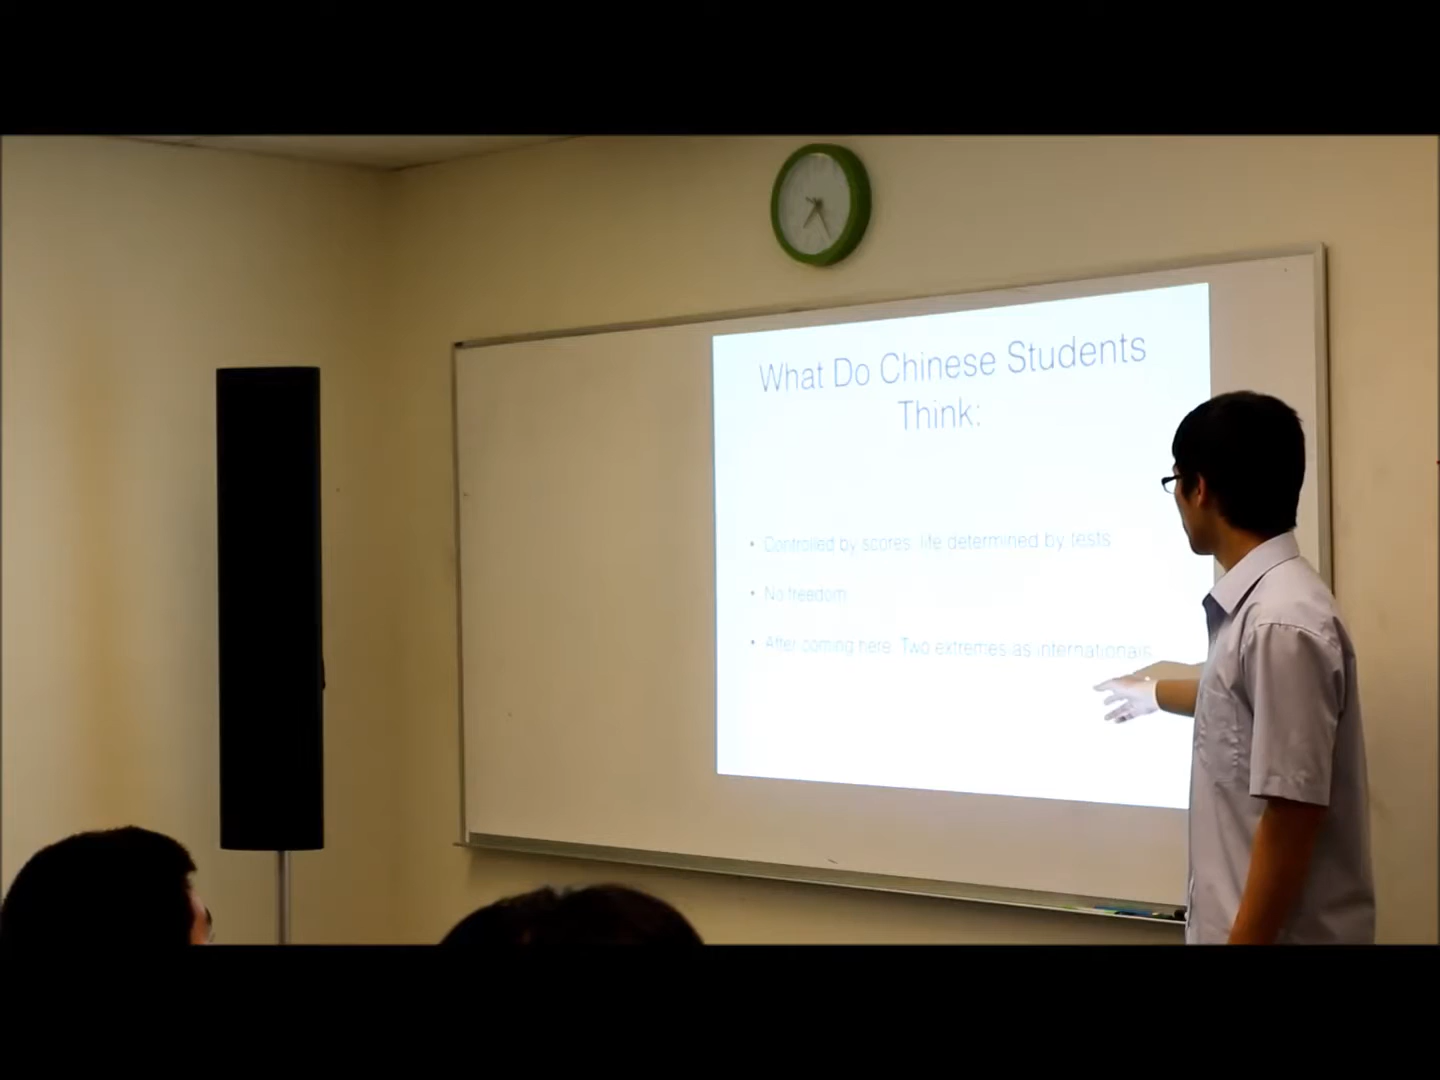 What Do Chinese Students
Think:
• Controlled by scores, life determined by tests
• No freedom
• After coming here: Two extremes as internationals